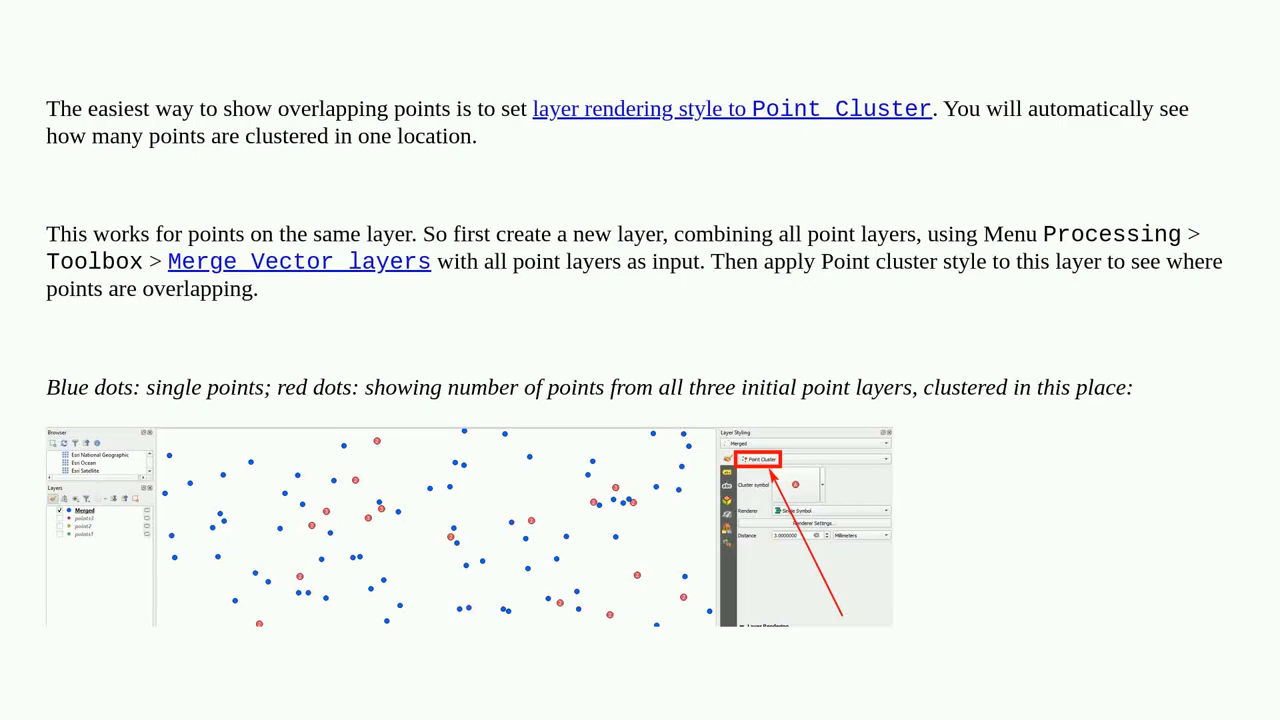 The easiest way to show overlapping points is to set layer rendering style to Point Cluster. You will automatically see
how many points are clustered in one location.
This works for points on the same layer. So first create a new layer, combining all point layers, using Menu Processing >
Toolbox > Merge Vector layers with all point layers as input. Then apply Point cluster style to this layer to see where
points are overlapping.
Blue dots: single points; red dots: showing number of points from all three initial point layers, clustered in this place:
Browser
Esri National Geographic
Esri Ocean
Esri Satellite
Layers
Merged
points3
points2
points1
Layer Styling
Merged
Point Cluster
Cluster symbol
Renderer Single Symbol
Renderer Settings...
Distance 3.0000000 Millimeters
Layer Rendering